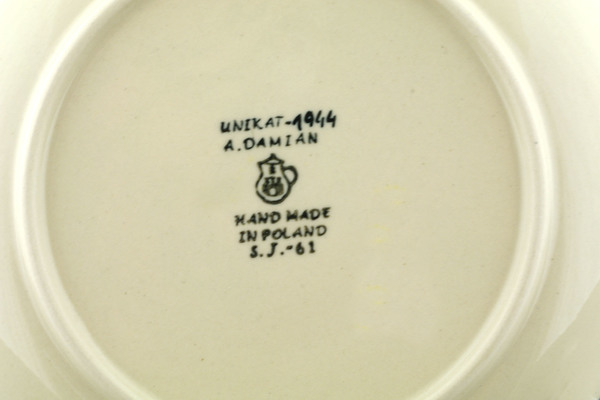 UNIKAT-1944
A.DAMIAN
HAND MADE
IN POLAND
S.J.-61